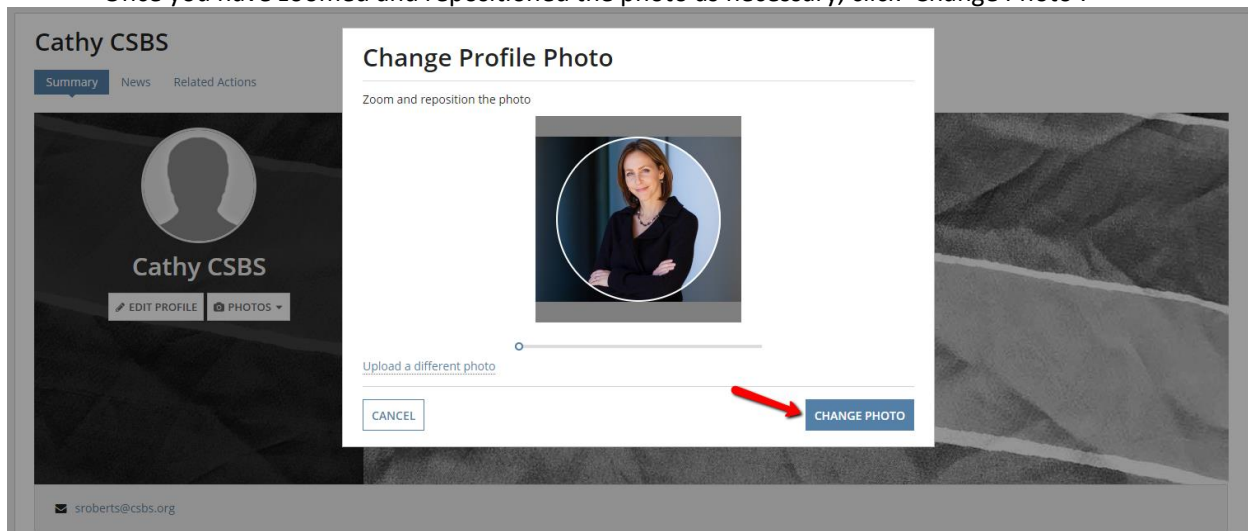 Once you have zoomed and repositioned the photo as necessary, click 'Change Photo'.
Cathy CSBS
Summary News Related Actions
Cathy CSBS
EDIT PROFILE PHOTOS
sroberts@csbs.org
Change Profile Photo
Zoom and reposition the photo
Upload a different photo
CANCEL CHANGE PHOTO